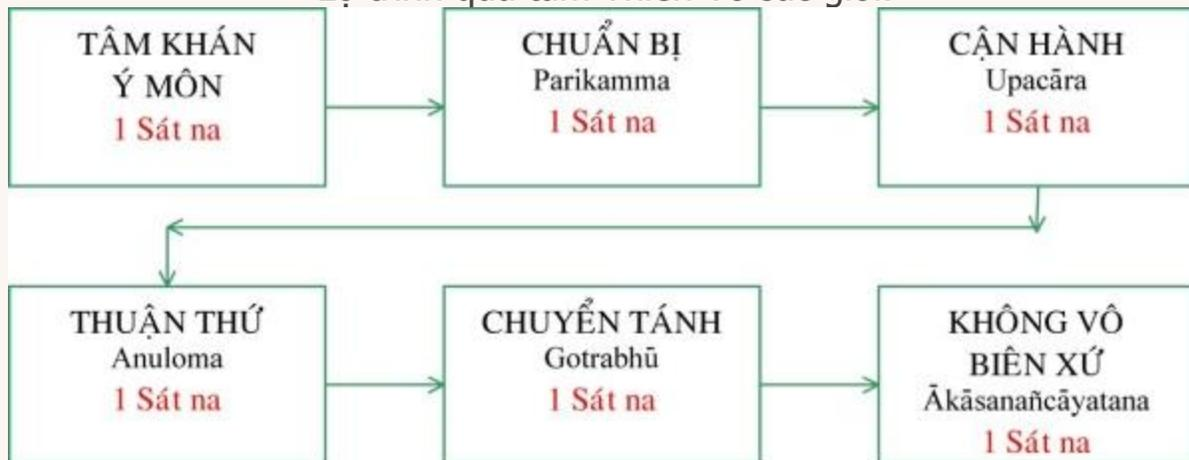 TÂM KHÁN
Ý MÔN
1 Sát na
CHUẨN BỊ
Parikamma
1 Sát na
CẬN HÀNH
Upacāra
1 Sát na
THUẬN THỨ
Anuloma
1 Sát na
CHUYỂN TÁNH
Gotrabhū
1 Sát na
KHÔNG VÔ
BIÊN XỨ
Ākāsanañcāyatana
1 Sát na